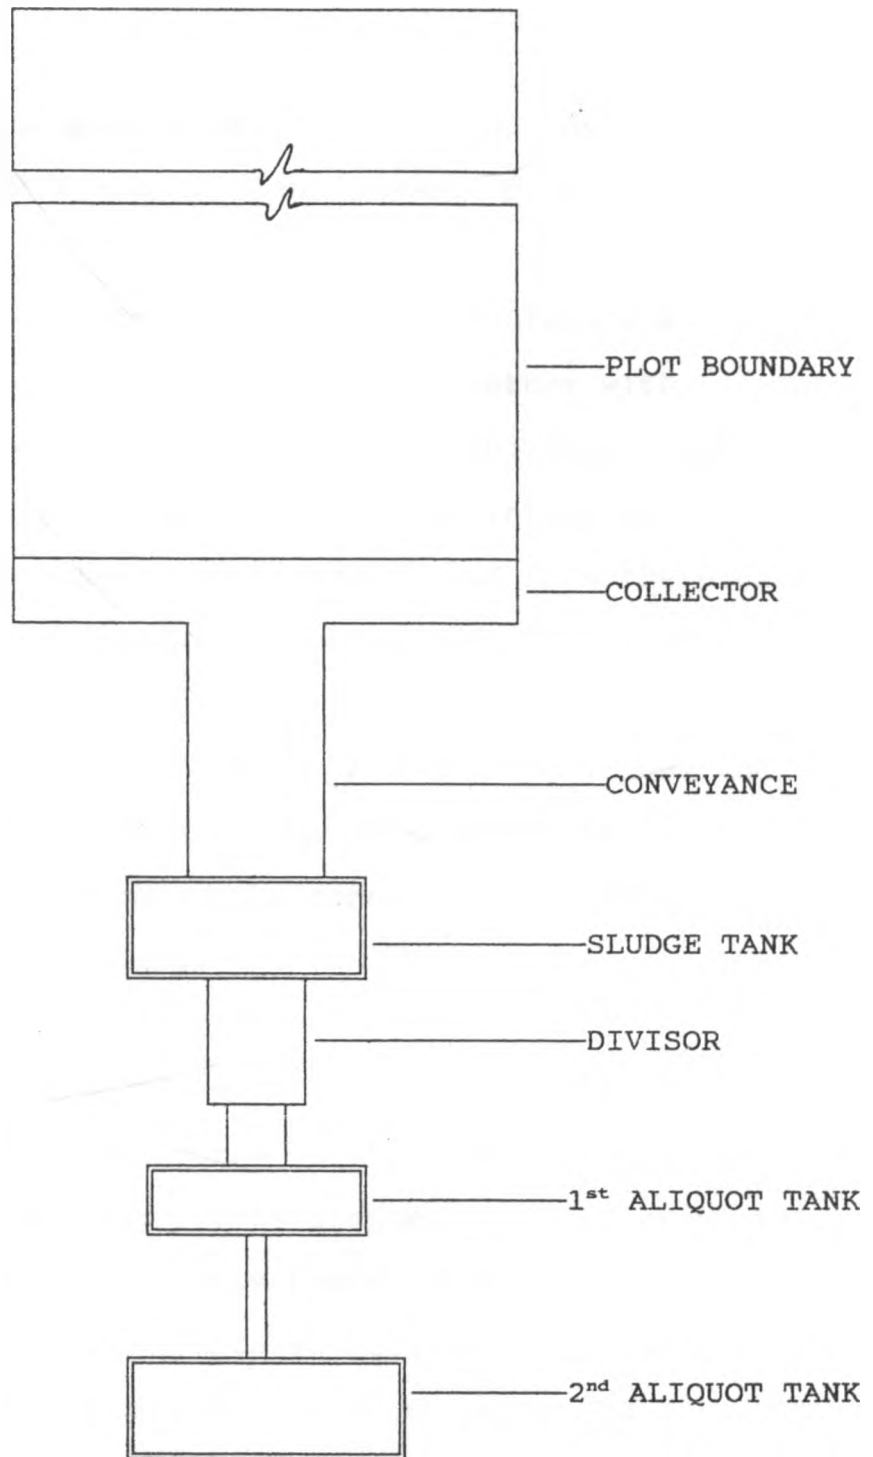 PLOT BOUNDARY
COLLECTOR
CONVEYANCE
SLUDGE TANK
DIVISOR
1st ALIQUOT TANK
2nd ALIQUOT TANK